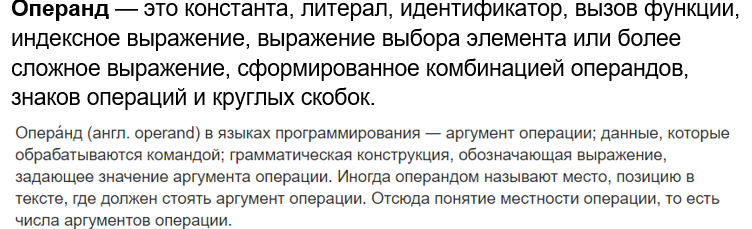 Операнд — это константа, литерал, идентификатор, вызов функции,
индексное выражение, выражение выбора элемента или более
сложное выражение, сформированное комбинацией операндов,
знаков операций и круглых скобок.
Опера́нд (англ. operand) в языках программирования — аргумент операции; данные, которые
обрабатываются командой; грамматическая конструкция, обозначающая выражение,
задающее значение аргумента операции. Иногда операндом называют место, позицию в
тексте, где должен стоять аргумент операции. Отсюда понятие местности операции, то есть
числа аргументов операции.